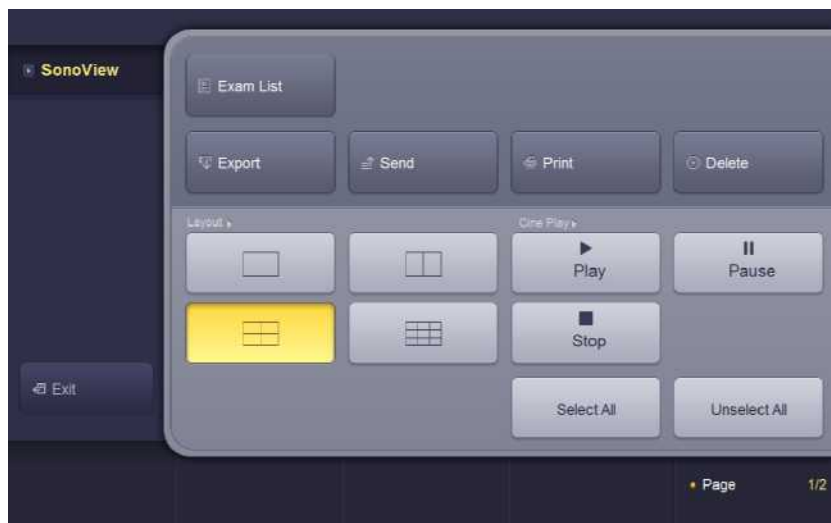 SonoView
Exam List
Export
Send
Print
Delete
Layout
Cine Play
Play
Pause
Stop
Exit
Select All
Unselect All
Page 1/2